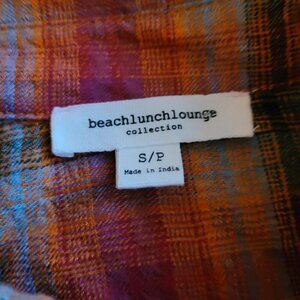 beachlunchlounge
collection
S/P
Made in India